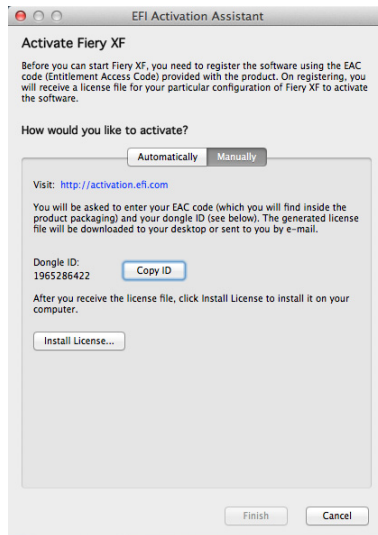 EFI Activation Assistant
Activate Fiery XF
Before you can start Fiery XF, you need to register the software using the EAC
code (Entitlement Access Code) provided with the product. On registering, you
will receive a license file for your particular configuration of Fiery XF to activate
the software.
How would you like to activate?
Automatically Manually
Visit: http://activation.efi.com
You will be asked to enter your EAC code (which you will find inside the
product packaging) and your dongle ID (see below). The generated license
file will be downloaded to your desktop or sent to you by e-mail.
Dongle ID:
1965286422 Copy ID
After you receive the license file, click Install License to install it on your
computer.
Install License...
Finish Cancel